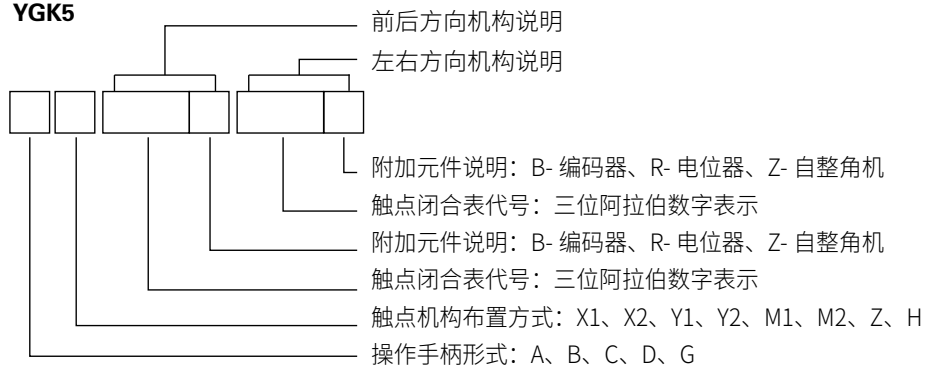 YGK5
前后方向机构说明
左右方向机构说明
附加元件说明：B- 编码器、R- 电位器、Z- 自整角机
触点闭合表代号：三位阿拉伯数字表示
附加元件说明：B- 编码器、R- 电位器、Z- 自整角机
触点闭合表代号：三位阿拉伯数字表示
触点机构布置方式：X1、X2、Y1、Y2、M1、M2、Z、H
操作手柄形式：A、B、C、D、G